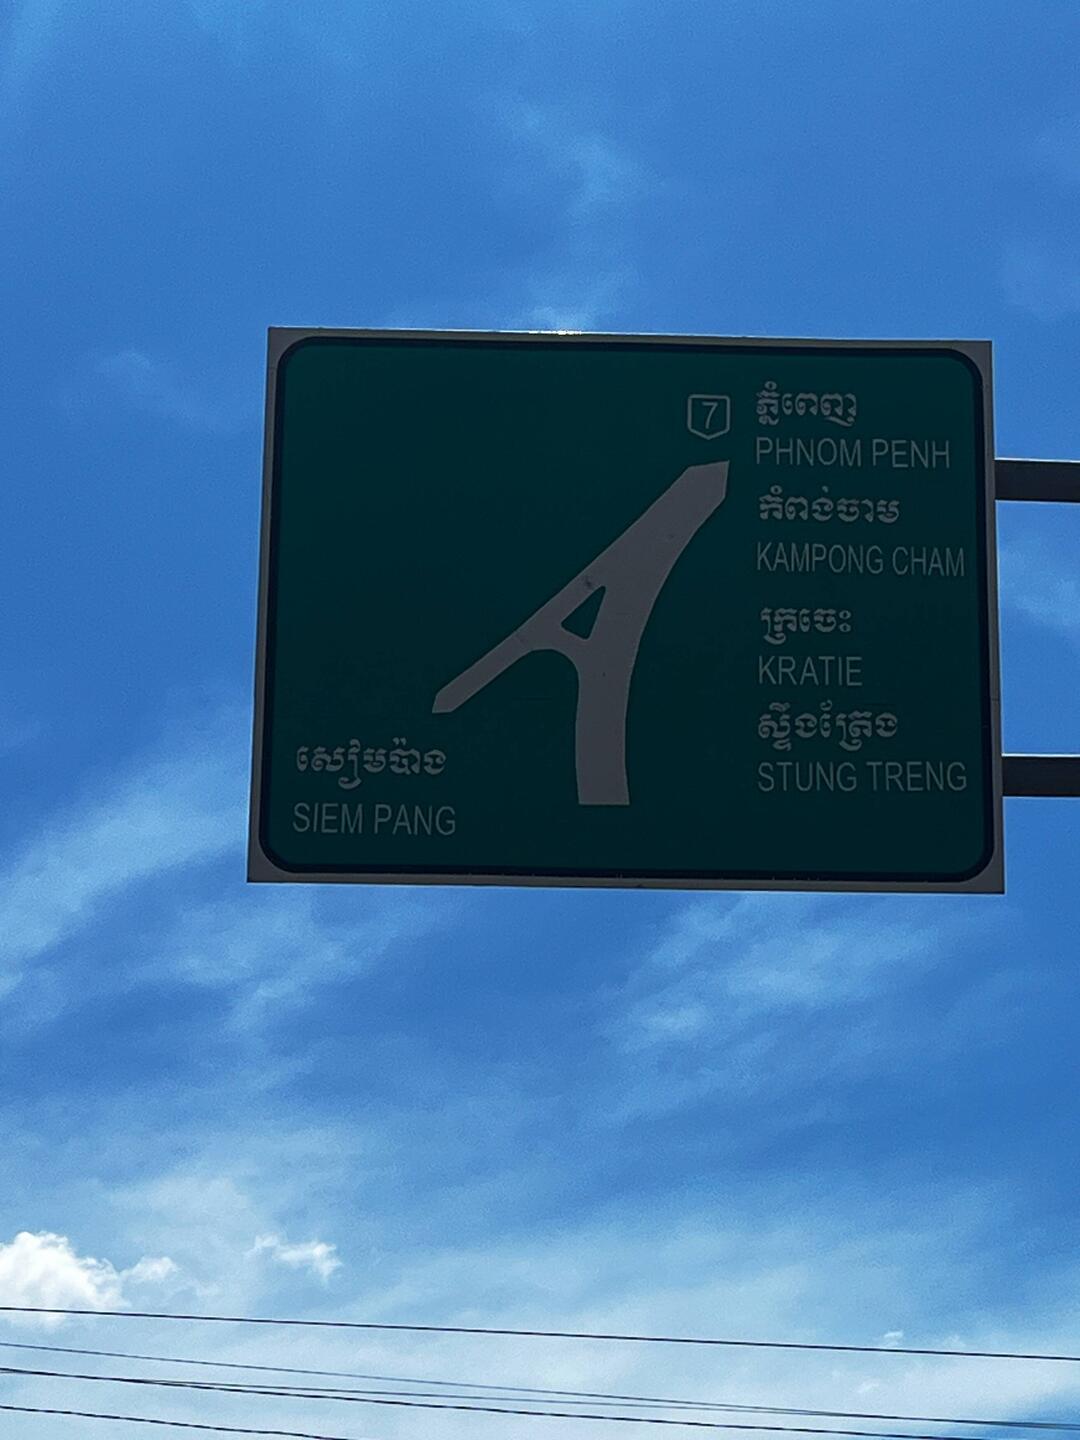 7
ភ្នំពេញ
PHNOM PENH
កំពង់ចាម
KAMPONG CHAM
ក្រចេះ
KRATIE
ស្ទឹងត្រែង
STUNG TRENG
សៀមប៉ាង
SIEM PANG